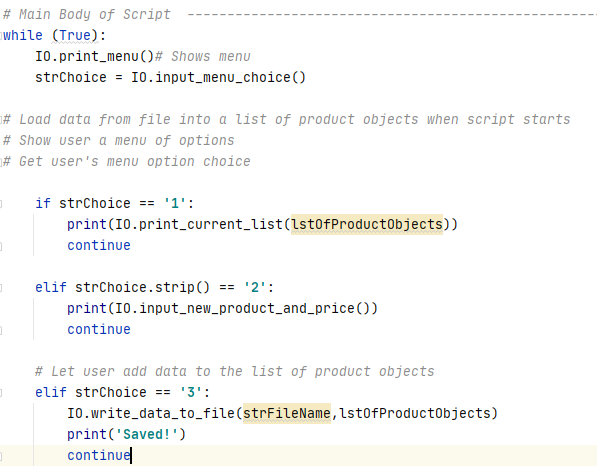 # Main Body of Script  ---------------------------------------------------
while (True):
    IO.print_menu()# Shows menu
    strChoice = IO.input_menu_choice()

# Load data from file into a list of product objects when script starts
# Show user a menu of options
# Get user's menu option choice

    if strChoice == '1':
        print(IO.print_current_list(lstOfProductObjects))
        continue

    elif strChoice.strip() == '2':
        print(IO.input_new_product_and_price())
        continue

    # Let user add data to the list of product objects
    elif strChoice == '3':
        IO.write_data_to_file(strFileName,lstOfProductObjects)
        print('Saved!')
        continue